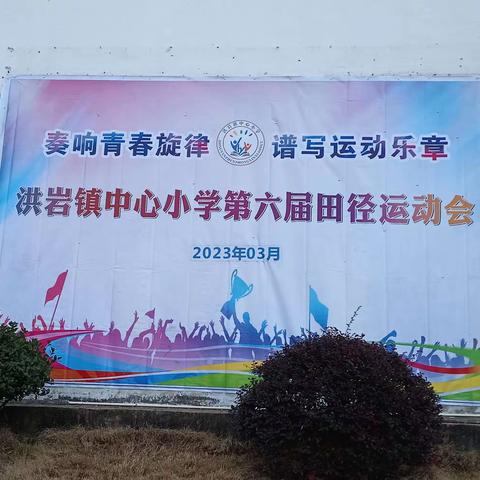 奏响青春旋律 谱写运动乐章
洪岩镇中心小学第六届田径运动会
2023年03月